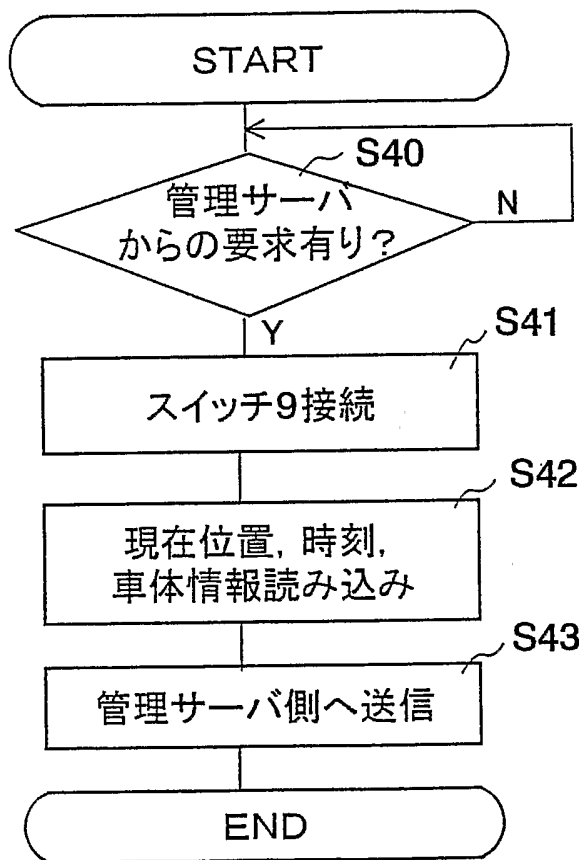 START
S40
管理サーバ
からの要求有り?
N
Y
S41
スイッチ9接続
S42
現在位置, 時刻,
車体情報読み込み
S43
管理サーバ側へ送信
END